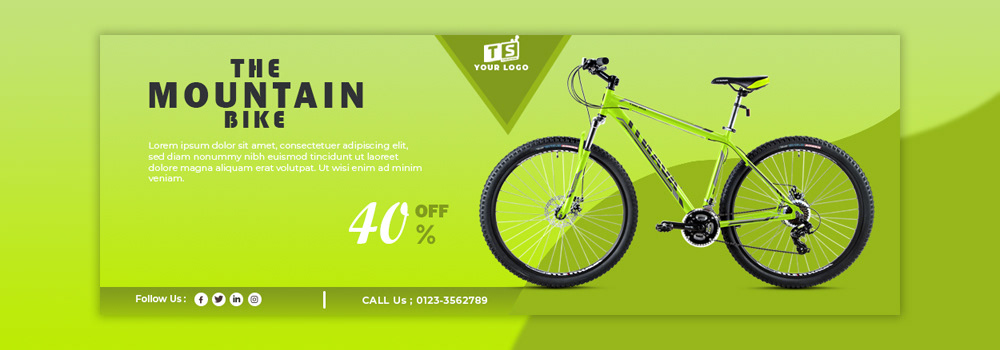 THE
MOUNTAIN
BIKE
Lorem ipsum dolor sit amet, consectetuer adipiscing elit,
sed diam nonummy nibh euismod tincidunt ut laoreet
dolore magna aliquam erat volutpat. Ut wisi enim ad minim
veniam.
40 OFF
%
TS
YOUR LOGO
Follow Us :
CALL Us ; 0123-3562789